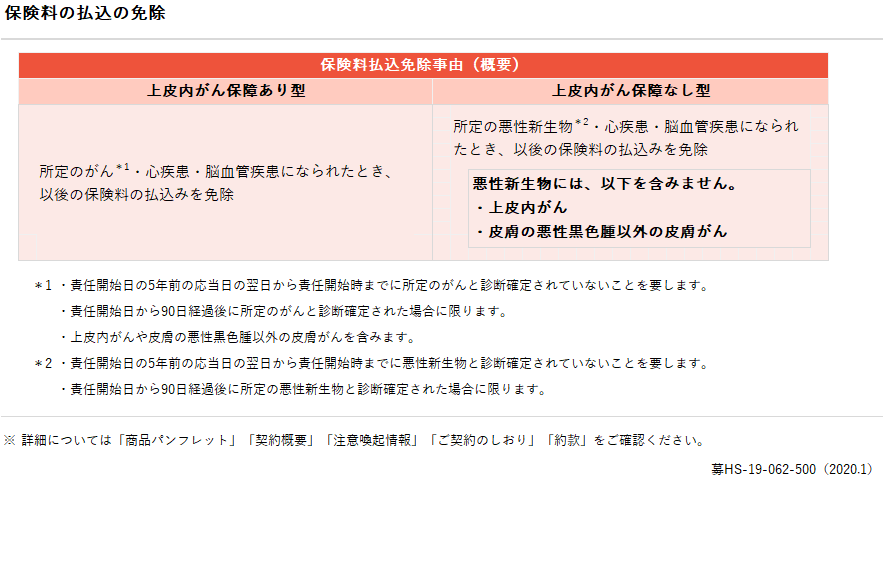 保険料の払込の免除
保険料払込免除事由（概要）
上皮内がん保障あり型
上皮内がん保障なし型
所定のがん*1・心疾患・脳血管疾患になられたとき、
以後の保険料の払込みを免除
所定の悪性新生物*2・心疾患・脳血管疾患になられ
たとき、以後の保険料の払込みを免除
悪性新生物には、以下を含みません。
・上皮内がん
・皮膚の悪性黒色腫以外の皮膚がん
＊1 ・責任開始日の5年前の応当日の翌日から責任開始時までに所定のがんと診断確定されていないことを要します。
・責任開始日から90日経過後に所定のがんと診断確定された場合に限ります。
・上皮内がんや皮膚の悪性黒色腫以外の皮膚がんを含みます。
＊2 ・責任開始日の5年前の応当日の翌日から責任開始時までに悪性新生物と診断確定されていないことを要します。
・責任開始日から90日経過後に所定の悪性新生物と診断確定された場合に限ります。
※ 詳細については「商品パンフレット」「契約概要」「注意喚起情報」「ご契約のしおり」「約款」をご確認ください。
募HS-19-062-500（2020.1）